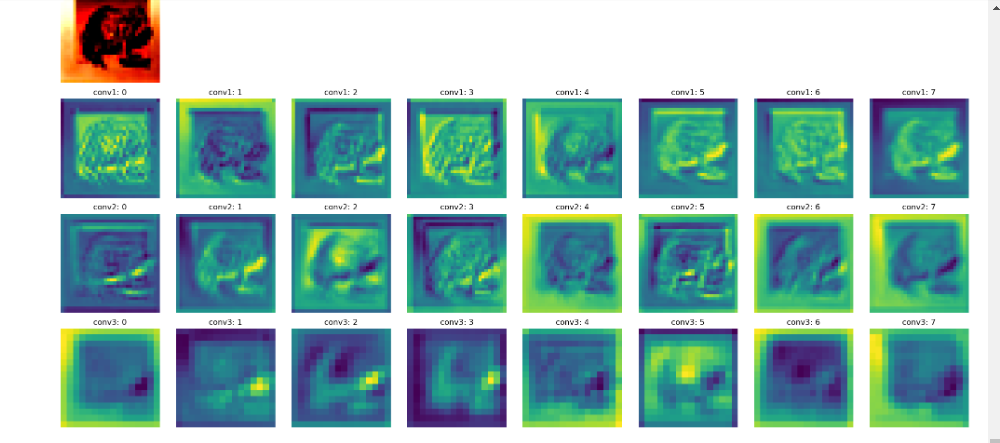 conv1: 0 conv1: 1 conv1: 2 conv1: 3 conv1: 4 conv1: 5 conv1: 6 conv1: 7
conv2: 0 conv2: 1 conv2: 2 conv2: 3 conv2: 4 conv2: 5 conv2: 6 conv2: 7
conv3: 0 conv3: 1 conv3: 2 conv3: 3 conv3: 4 conv3: 5 conv3: 6 conv3: 7